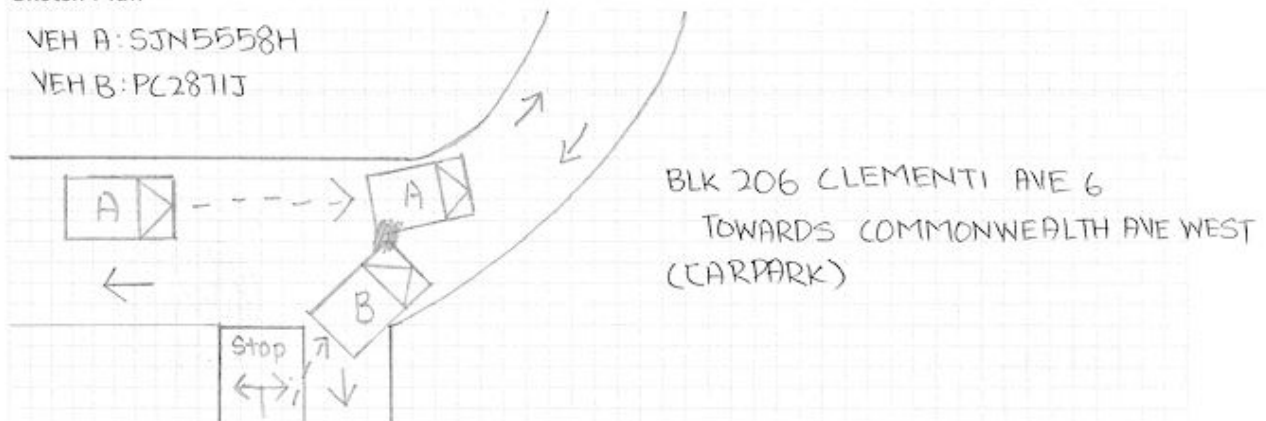 VEH A: SJN5558H
VEH B: PC2871J
A
A
BLK 206 CLEMENTI AVE 6
TOWARDS COMMONWEALTH AVE WEST
(CARPARK)
B
Stop